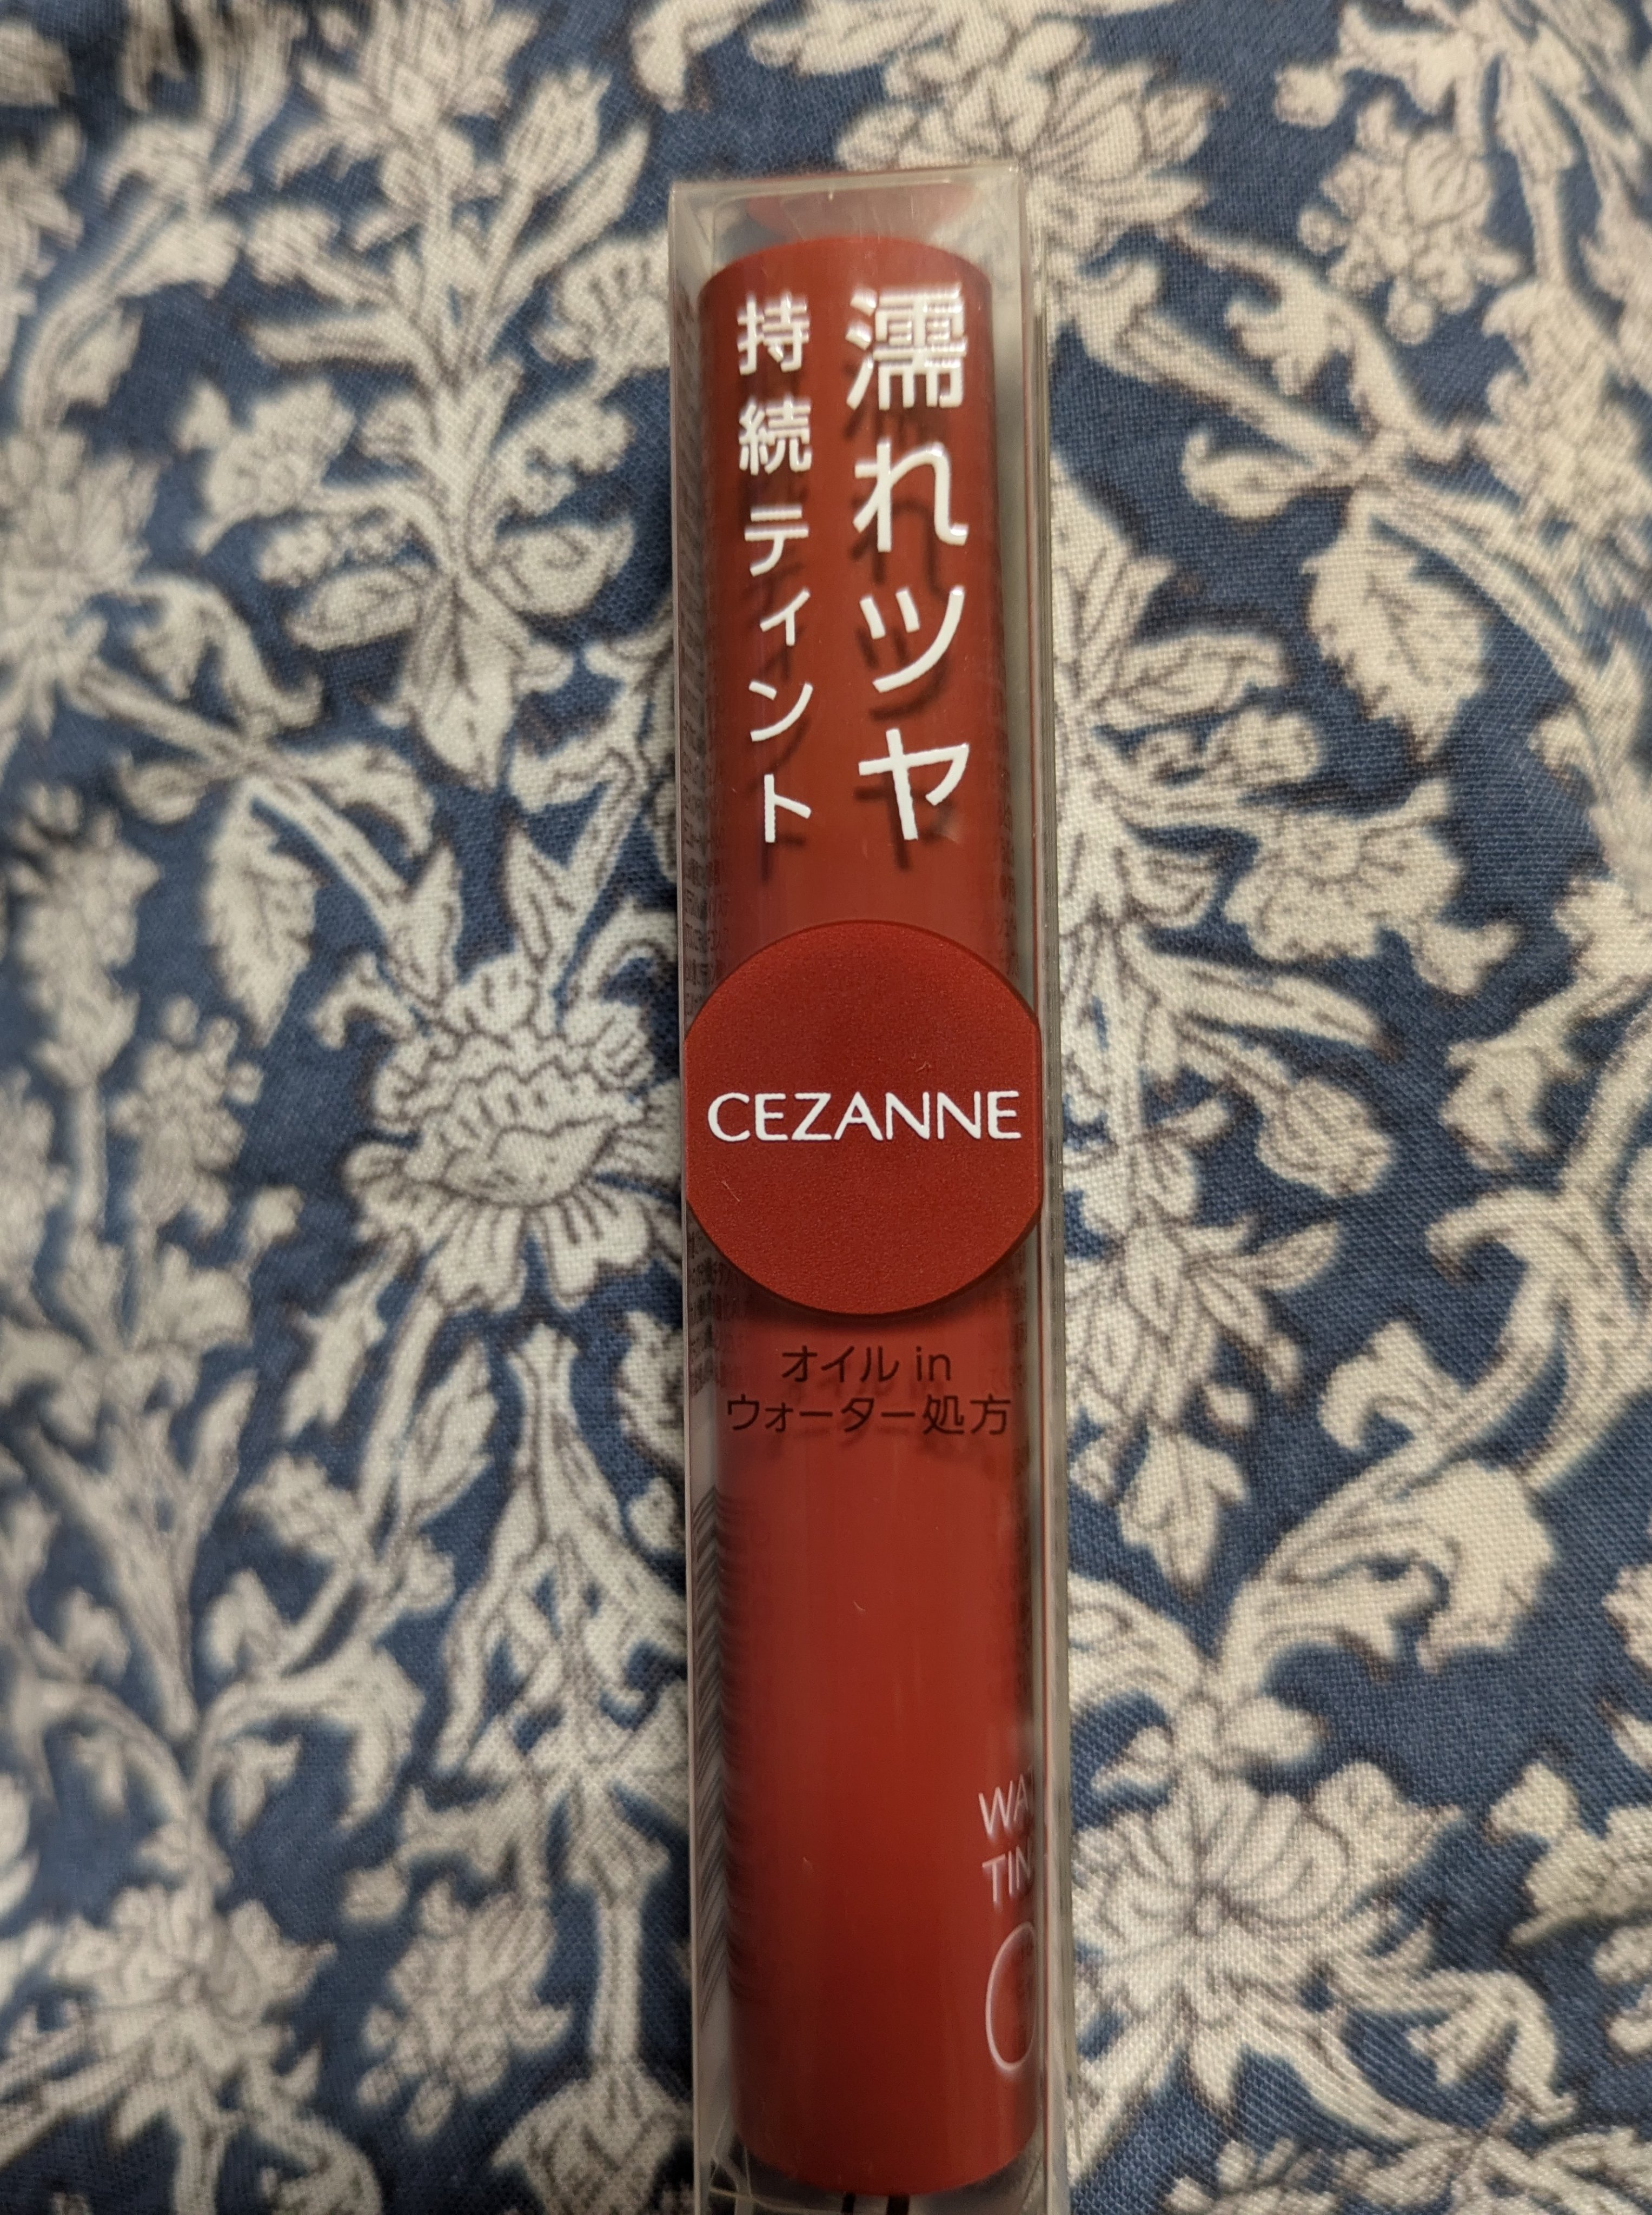 濡れツヤ
持続ティント
CEZANNE
オイル in
ウォーター処方